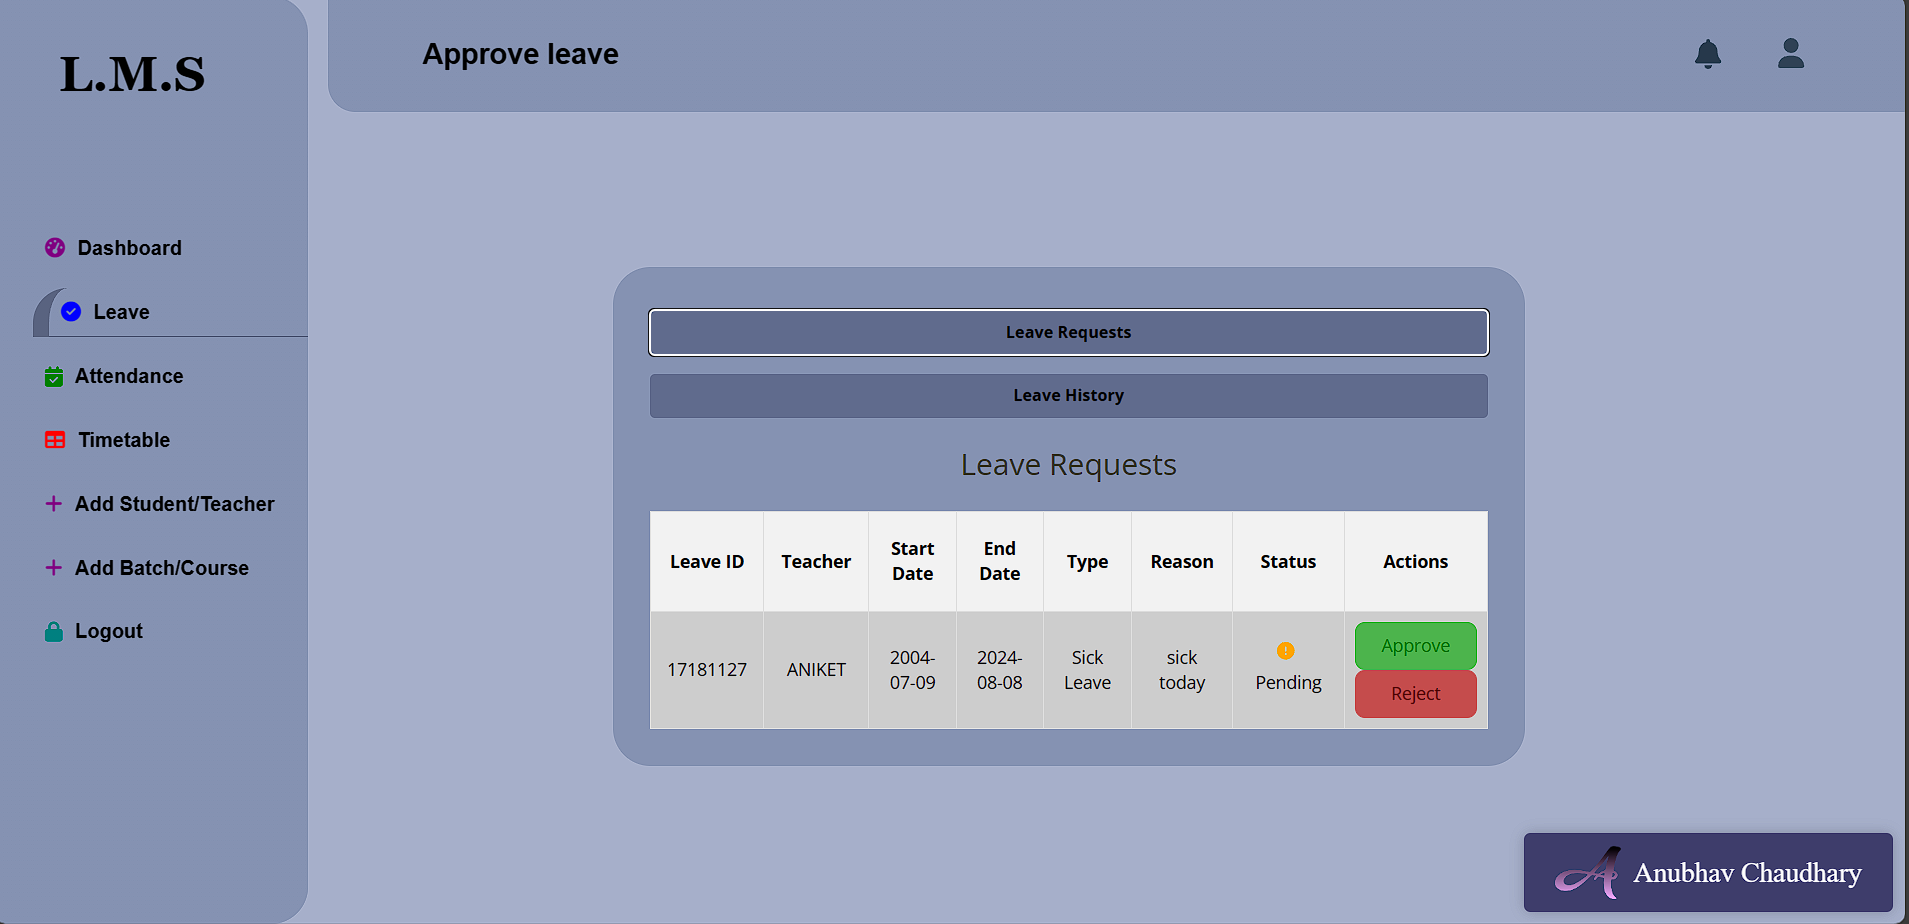 L.M.S
Approve leave
Dashboard
Leave
Attendance
Timetable
Add Student/Teacher
Add Batch/Course
Logout
Leave Requests
Leave History
Leave Requests
Leave ID Teacher Start Date End Date Type Reason Status Actions
17181127 ANIKET 2004-07-09 2024-08-08 Sick Leave sick today Pending Approve
Reject
Anubhav Chaudhary